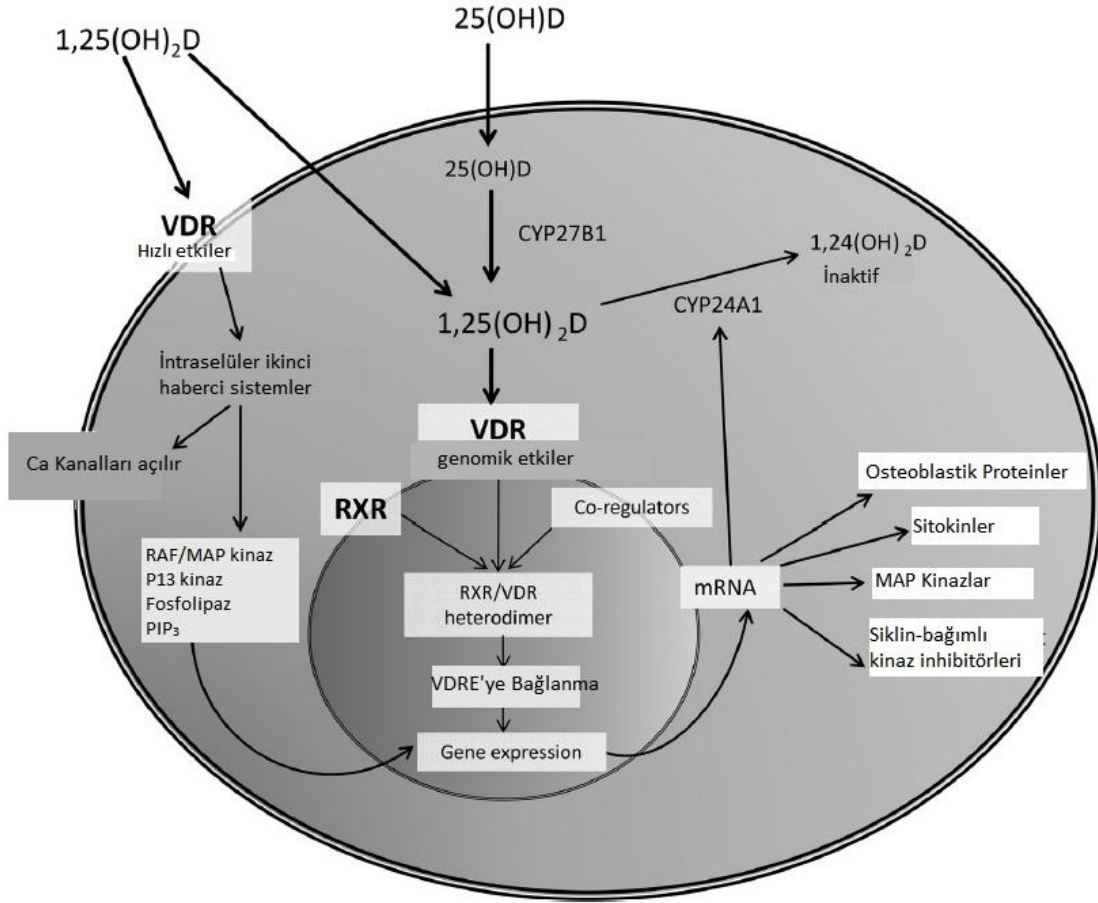 25(OH)D
1,25(OH)₂D
25(OH)D
VDR
Hızlı etkiler
CYP27B1
1,24(OH)₂D
İnaktif
CYP24A1
1,25(OH)₂D
İntraselüler ikinci
haberci sistemler
VDR
genomik etkiler
Ca Kanalları açılır
RXR
Co-regulators
Osteoblastik Proteinler
Sitokinler
RAF/MAP kinaz
P13 kinaz
Fosfolipaz
PIP₃
RXR/VDR
heterodimer
mRNA
MAP Kinazlar
Siklin-bağımlı
kinaz inhibitörleri
VDRE'ye Bağlanma
Gene expression